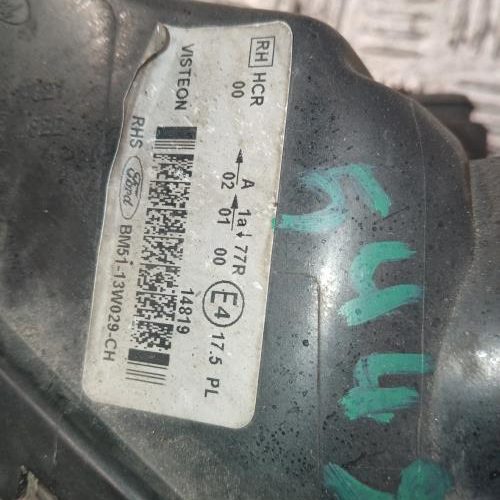 RH HCR
00
A 1a 77R E4 17.5 PL
02 01 00
14819
VISTEON
RHS Ford BM51-13W029-CH